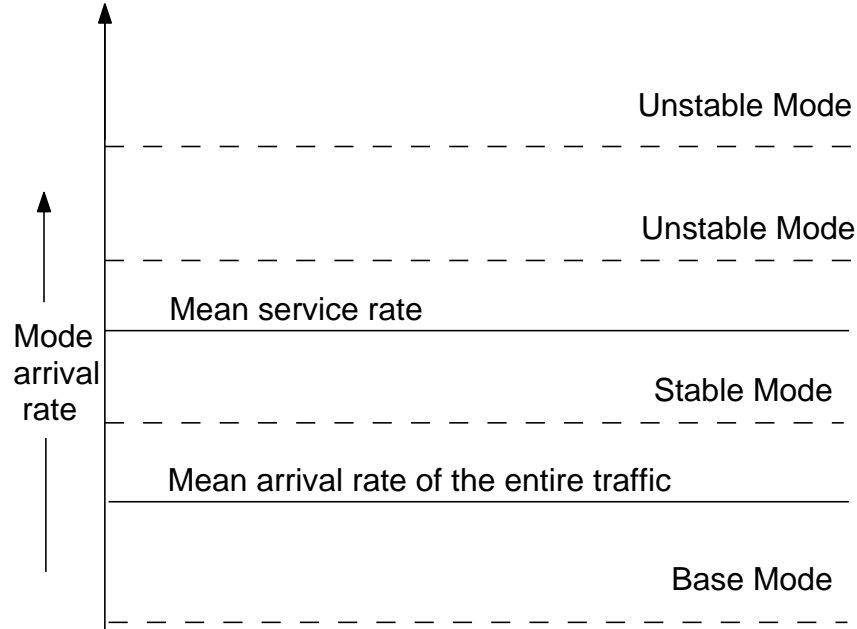 Unstable Mode
Unstable Mode
Mean service rate
Mode
arrival
rate
Stable Mode
Mean arrival rate of the entire traffic
Base Mode